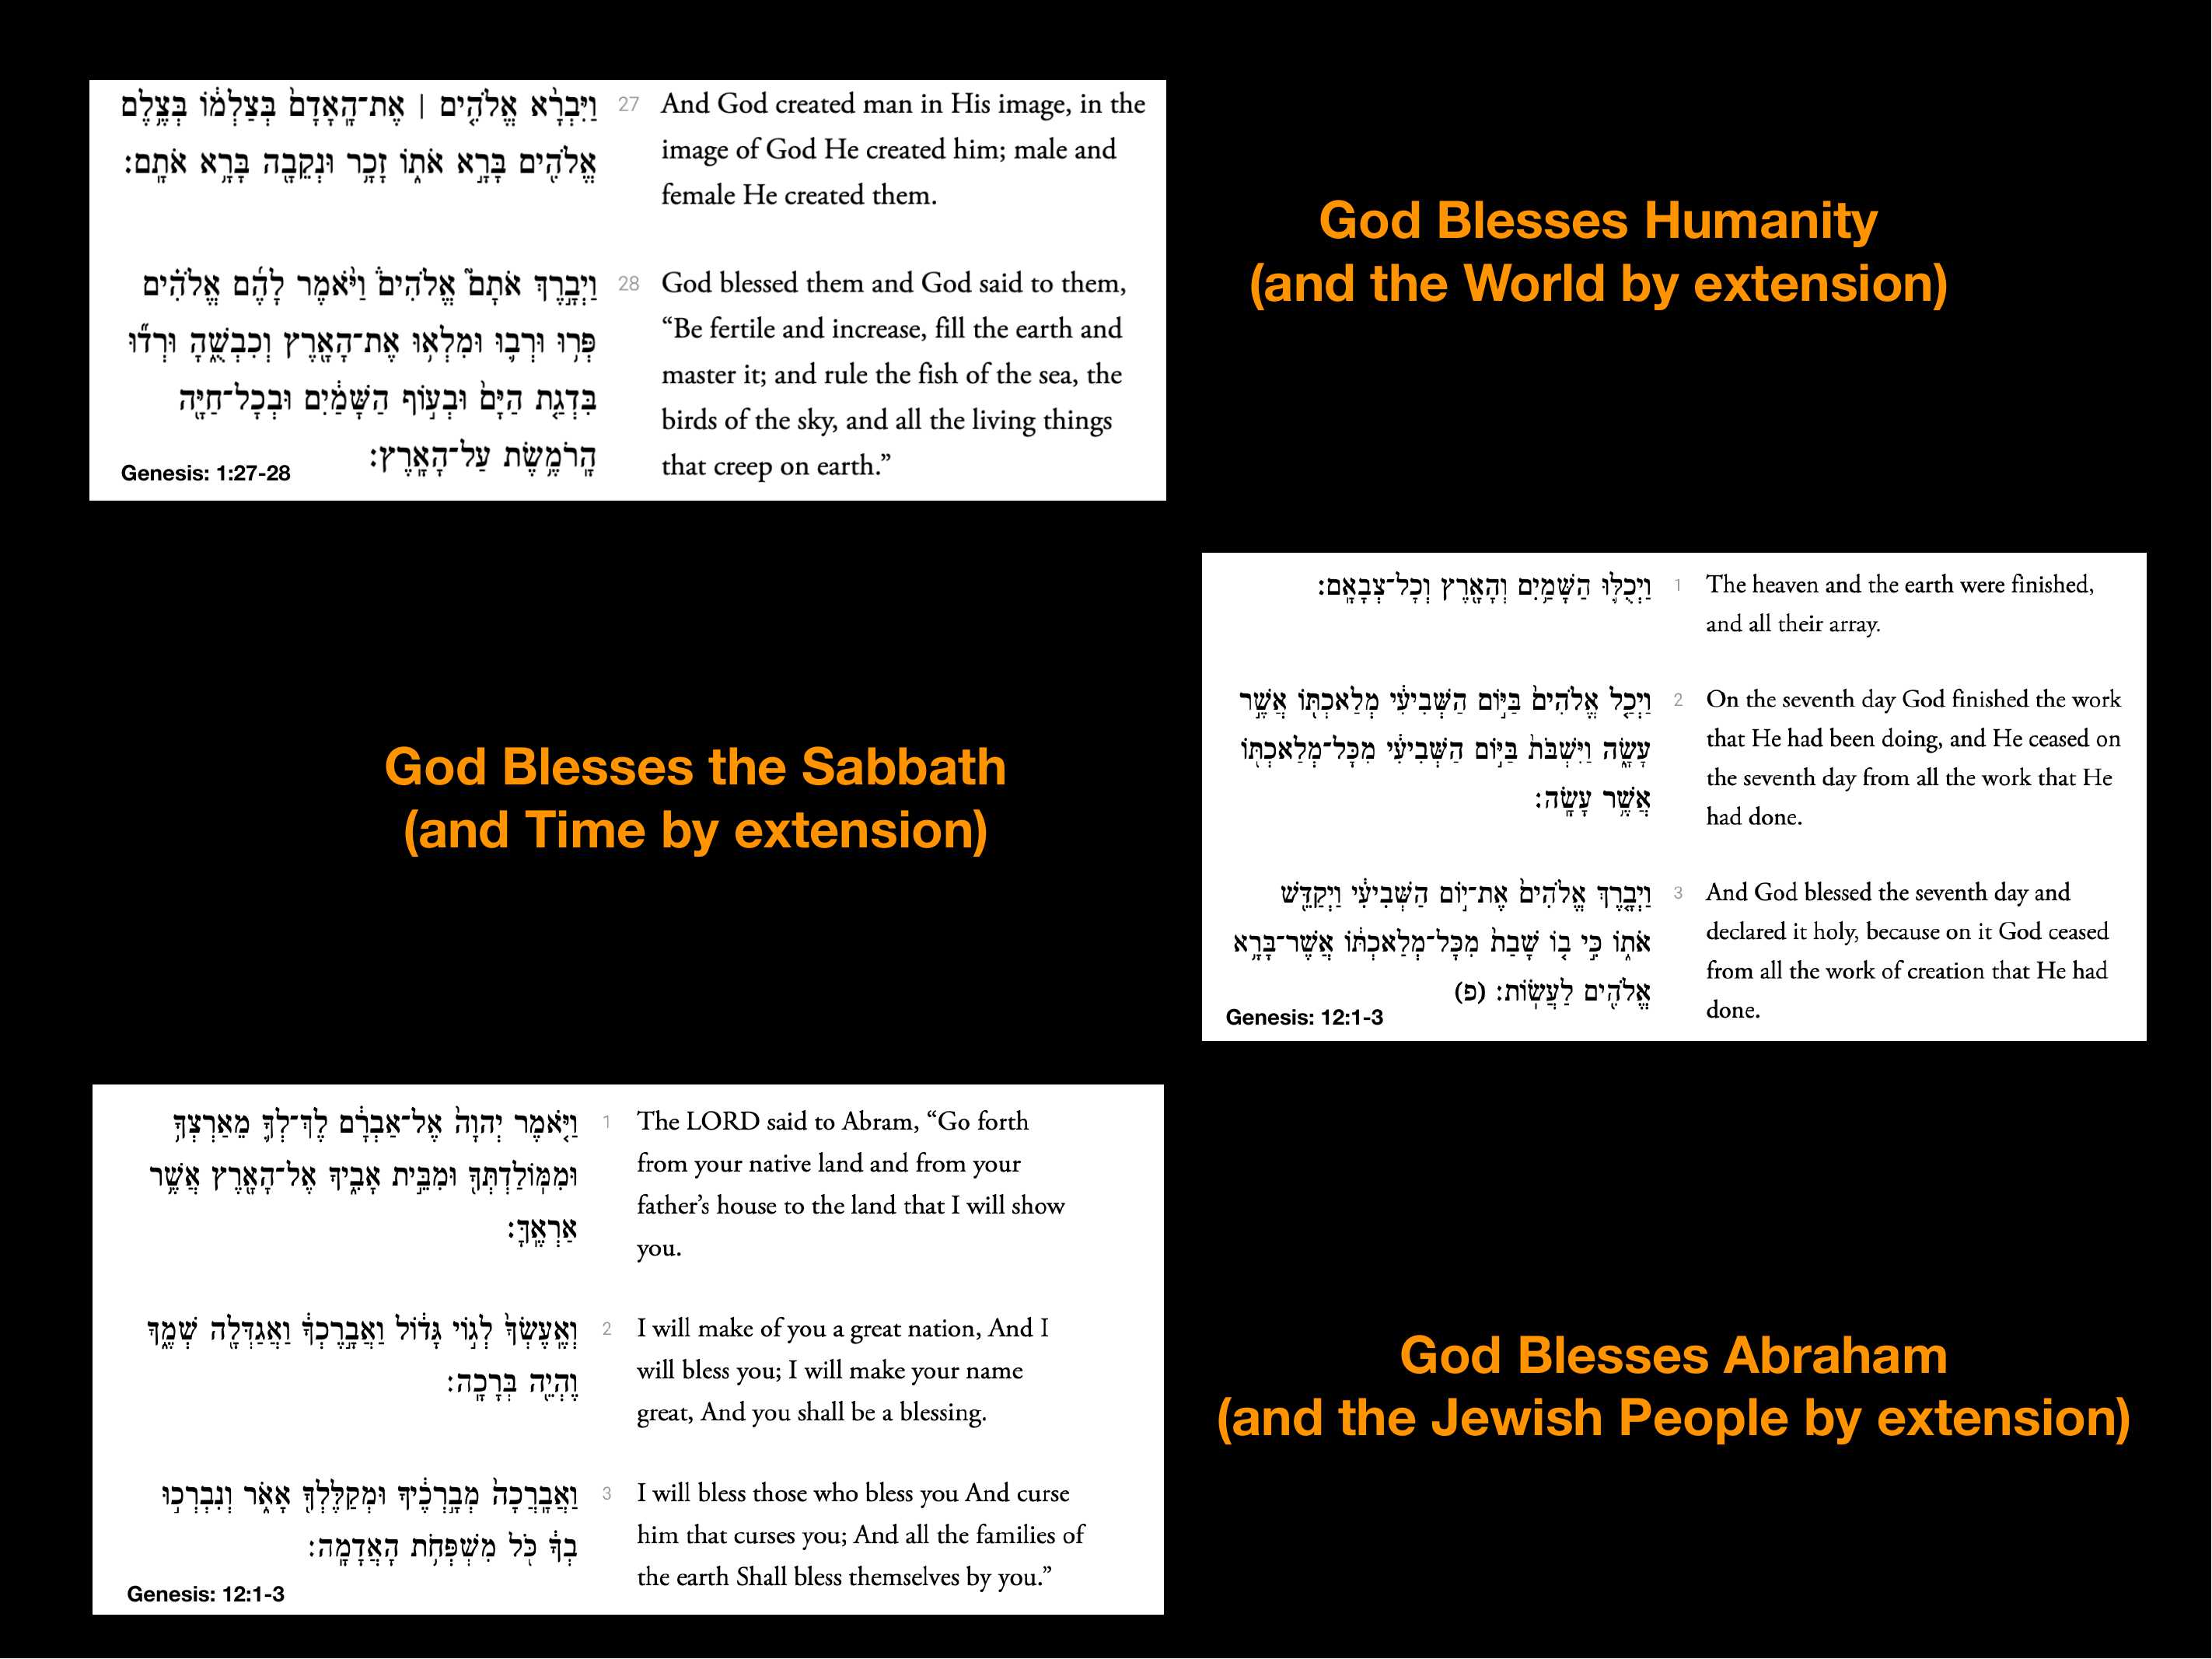 וַיִּבְרָ֨א אֱלֹהִ֤ים ׀ אֶת־הָֽאָדָם֙ בְּצַלְמ֔וֹ בְּצֶ֥לֶם
אֱלֹהִ֖ים בָּרָ֣א אֹת֑וֹ זָכָ֥ר וּנְקֵבָ֖ה בָּרָ֥א אֹתָֽם׃
27
And God created man in His image, in the
image of God He created him; male and
female He created them.
וַיְבָ֣רֶךְ אֹתָם֮ אֱלֹהִים֒ וַיֹּ֨אמֶר לָהֶ֜ם אֱלֹהִ֗ים
פְּר֥וּ וּרְב֛וּ וּמִלְא֥וּ אֶת־הָאָ֖רֶץ וְכִבְשֻׁ֑הָ וּרְד֞וּ
בִּדְגַ֤ת הַיָּם֙ וּבְע֣וֹף הַשָּׁמַ֔יִם וּבְכָל־חַיָּ֖ה
הָֽרֹמֶ֥שֶׂת עַל־הָאָֽרֶץ׃
28
God blessed them and God said to them,
“Be fertile and increase, fill the earth and
master it; and rule the fish of the sea, the
birds of the sky, and all the living things
that creep on earth.”
Genesis: 1:27-28
God Blesses Humanity
(and the World by extension)
God Blesses the Sabbath
(and Time by extension)
וַיְכֻלּ֛וּ הַשָּׁמַ֥יִם וְהָאָ֖רֶץ וְכָל־צְבָאָֽם׃
1
The heaven and the earth were finished,
and all their array.
וַיְכַ֤ל אֱלֹהִים֙ בַּיּ֣וֹם הַשְּׁבִיעִ֔י מְלַאכְתּ֖וֹ אֲשֶׁ֣ר
עָשָׂ֑ה וַיִּשְׁבֹּת֙ בַּיּ֣וֹם הַשְּׁבִיעִ֔י מִכָּל־מְלַאכְתּ֖וֹ
אֲשֶׁ֥ר עָשָֽׂה׃
2
On the seventh day God finished the work
that He had been doing, and He ceased on
the seventh day from all the work that He
had done.
וַיְבָ֤רֶךְ אֱלֹהִים֙ אֶת־י֣וֹם הַשְּׁבִיעִ֔י וַיְקַדֵּ֖שׁ
אֹת֑וֹ כִּ֣י ב֤וֹ שָׁבַת֙ מִכָּל־מְלַאכְתּ֔וֹ אֲשֶׁר־בָּרָ֥א
אֱלֹהִ֖ים לַעֲשֽׂוֹת׃ (פ)
3
And God blessed the seventh day and
declared it holy, because on it God ceased
from all the work of creation that He had
done.
Genesis: 12:1-3
וַיֹּ֤אמֶר יְהוָה֙ אֶל־אַבְרָ֔ם לֶךְ־לְךָ֛ מֵאַרְצְךָ֥
וּמִמּֽוֹלַדְתְּךָ֖ וּמִבֵּ֣ית אָבִ֑יךָ אֶל־הָאָ֖רֶץ אֲשֶׁ֥ר
אַרְאֶֽךָּ׃
1
The LORD said to Abram, “Go forth
from your native land and from your
father’s house to the land that I will show
you.
וְאֶֽעֶשְׂךָ֙ לְג֣וֹי גָּד֔וֹל וַאֲבָ֣רֶכְךָ֔ וַאֲגַדְּלָ֖ה שְׁמֶ֑ךָ
וֶהְיֵ֖ה בְּרָכָֽה׃
2
I will make of you a great nation, And I
will bless you; I will make your name
great, And you shall be a blessing.
וַאֲבָֽרֲכָה֙ מְבָ֣רְכֶ֔יךָ וּמְקַלֶּלְךָ֖ אָאֹ֑ר וְנִבְרְכ֣וּ
בְךָ֔ כֹּ֖ל מִשְׁפְּחֹ֥ת הָאֲדָמָֽה׃
3
I will bless those who bless you And curse
him that curses you; And all the families of
the earth Shall bless themselves by you.”
Genesis: 12:1-3
God Blesses Abraham
(and the Jewish People by extension)